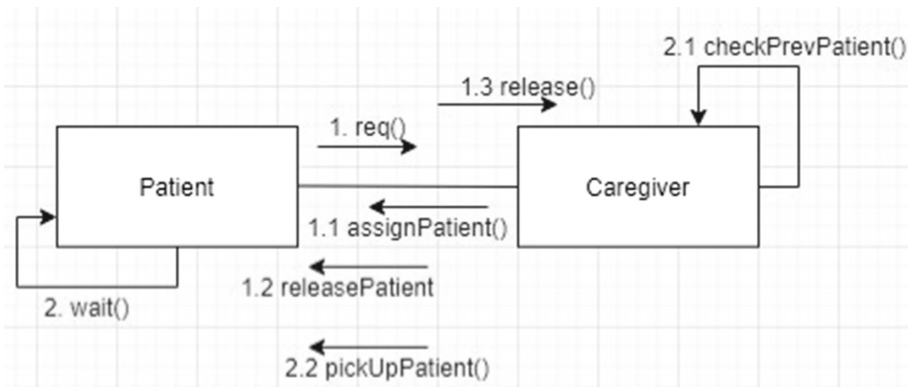 2.1 checkPrevPatient()
1.3 release()
1. req()
Patient
Caregiver
1.1 assignPatient()
1.2 releasePatient
2. wait()
2.2 pickUpPatient()